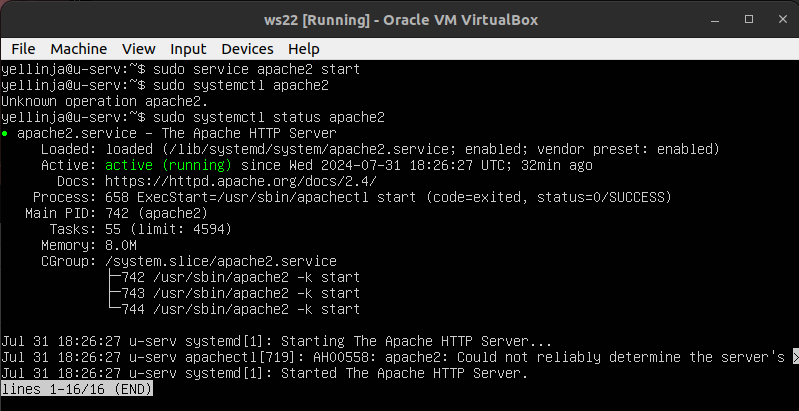 ws22 [Running] - Oracle VM VirtualBox
File Machine View Input Devices Help
yellinja@u-serv:~$ sudo service apache2 start
yellinja@u-serv:~$ sudo systemctl apache2
Unknown operation apache2.
yellinja@u-serv:~$ sudo systemctl status apache2
● apache2.service - The Apache HTTP Server
     Loaded: loaded (/lib/systemd/system/apache2.service; enabled; vendor preset: enabled)
     Active: active (running) since Wed 2024-07-31 18:26:27 UTC; 32min ago
       Docs: https://httpd.apache.org/docs/2.4/
    Process: 658 ExecStart=/usr/sbin/apachectl start (code=exited, status=0/SUCCESS)
   Main PID: 742 (apache2)
      Tasks: 55 (limit: 4594)
     Memory: 8.0M
     CGroup: /system.slice/apache2.service
             ├─742 /usr/sbin/apache2 -k start
             ├─743 /usr/sbin/apache2 -k start
             └─744 /usr/sbin/apache2 -k start
Jul 31 18:26:27 u-serv systemd[1]: Starting The Apache HTTP Server...
Jul 31 18:26:27 u-serv apachectl[719]: AH00558: apache2: Could not reliably determine the server's >
Jul 31 18:26:27 u-serv systemd[1]: Started The Apache HTTP Server.
lines 1-16/16 (END)